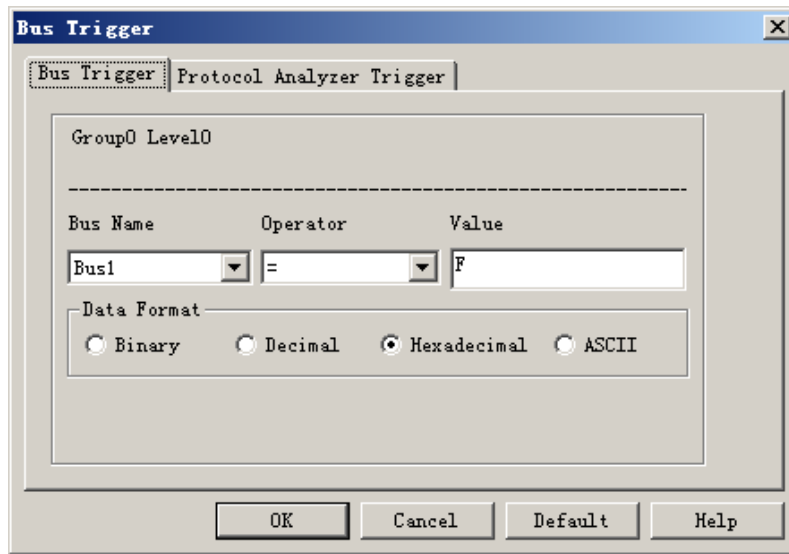 Bus Trigger
Bus Trigger Protocol Analyzer Trigger
Group0 Level0
Bus Name Operator Value
Bus1 = F
Data Format
Binary Decimal Hexadecimal ASCII
OK Cancel Default Help